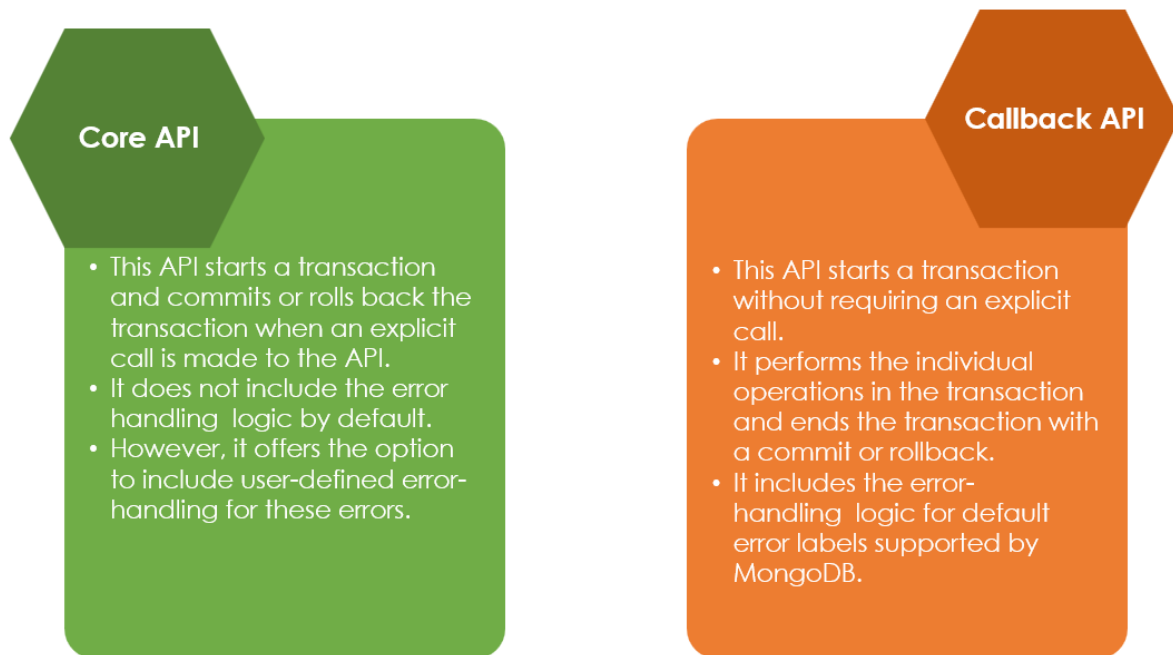 Core API
• This API starts a transaction
and commits or rolls back the
transaction when an explicit
call is made to the API.
• It does not include the error
handling  logic by default.
• However, it offers the option
to include user-defined error-
handling for these errors.
Callback API
• This API starts a transaction
without requiring an explicit
call.
• It performs the individual
operations in the transaction
and ends the transaction with
a commit or rollback.
• It includes the error-
handling  logic for default
error labels supported by
MongoDB.